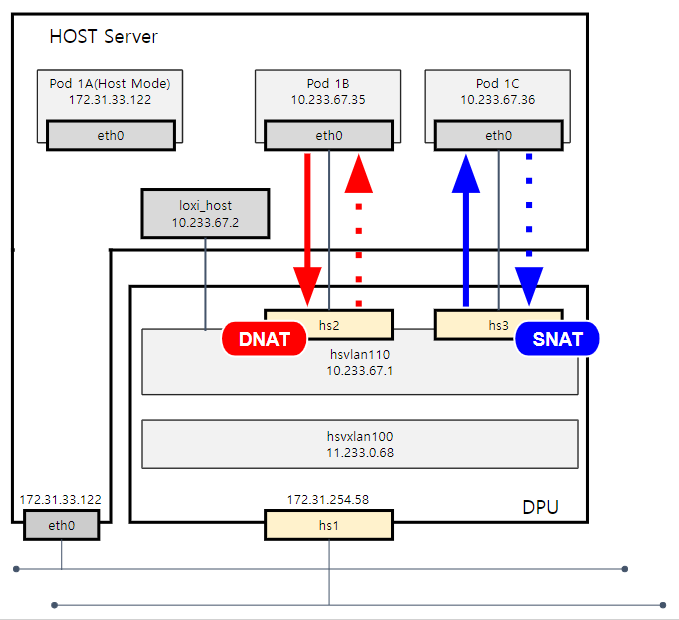 HOST Server
Pod 1A(Host Mode)
172.31.33.122
eth0
Pod 1B
10.233.67.35
eth0
Pod 1C
10.233.67.36
eth0
loxi_host
10.233.67.2
hs2
hs3
DNAT
SNAT
hsvlan110
10.233.67.1
hsvxlan100
11.233.0.68
172.31.33.122
eth0
172.31.254.58
hs1
DPU